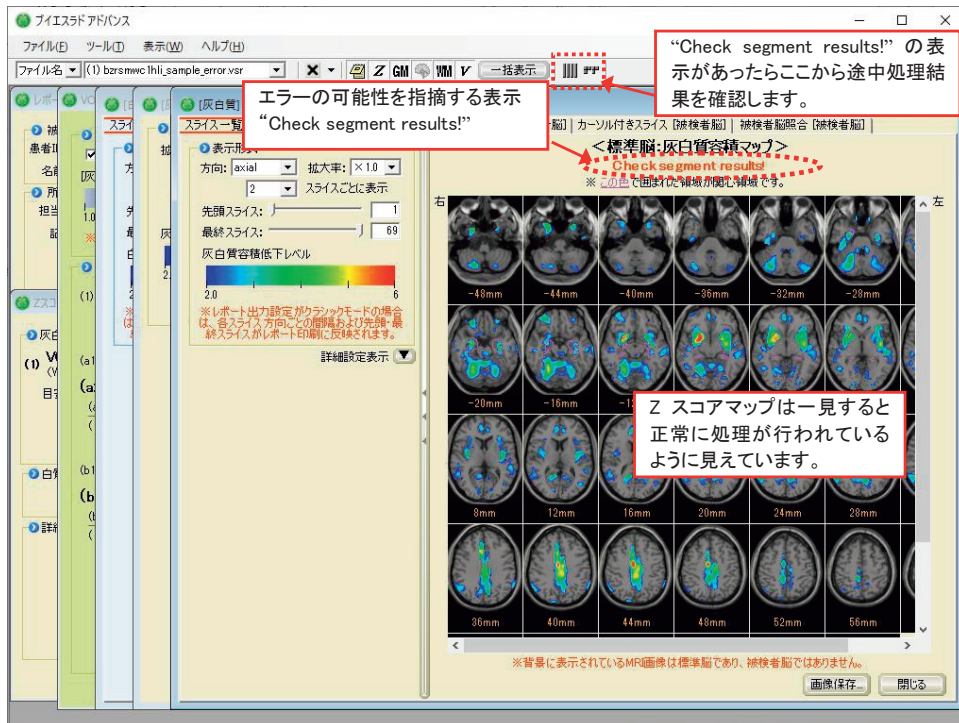 ブイエスラド アドバンス
ファイル(F) ツール(T) 表示(W) ヘルプ(H)
ファイル名 (1) bzrsmwc1hli_sample_error.vsr Z GM WM V 一括表示
“Check segment results!” の表
示があったらここから途中処理結
果を確認します。
エラーの可能性を指摘する表示
“Check segment results!”
[灰白質]
スライス一覧
カーソル付きスライス [被検者脳] 被検者脳照合 [被検者脳]
表示形式
方向: axial 拡大率: ×1.0
2 スライスごとに表示
先頭スライス: 1
最終スライス: 69
灰白質容積低下レベル
2.0 6
※レポート出力設定がクラシックモードの場合
は、各スライス方向ごとの間隔および先頭・最
終スライスがレポート印刷に反映されます。
詳細設定表示
<標準脳:灰白質容積マップ>
Check segment results!
※ この色で囲まれた領域が関心領域です。
右 左
-48mm -44mm -40mm -36mm -32mm -28mm
-20mm -16mm
Z スコアマップは一見すると
正常に処理が行われている
ように見えています。
8mm 12mm 16mm 20mm 24mm 28mm
36mm 40mm 44mm 48mm 52mm 56mm
※背景に表示されているMRI画像は標準脳であり、被検者脳ではありません。
画像保存... 閉じる